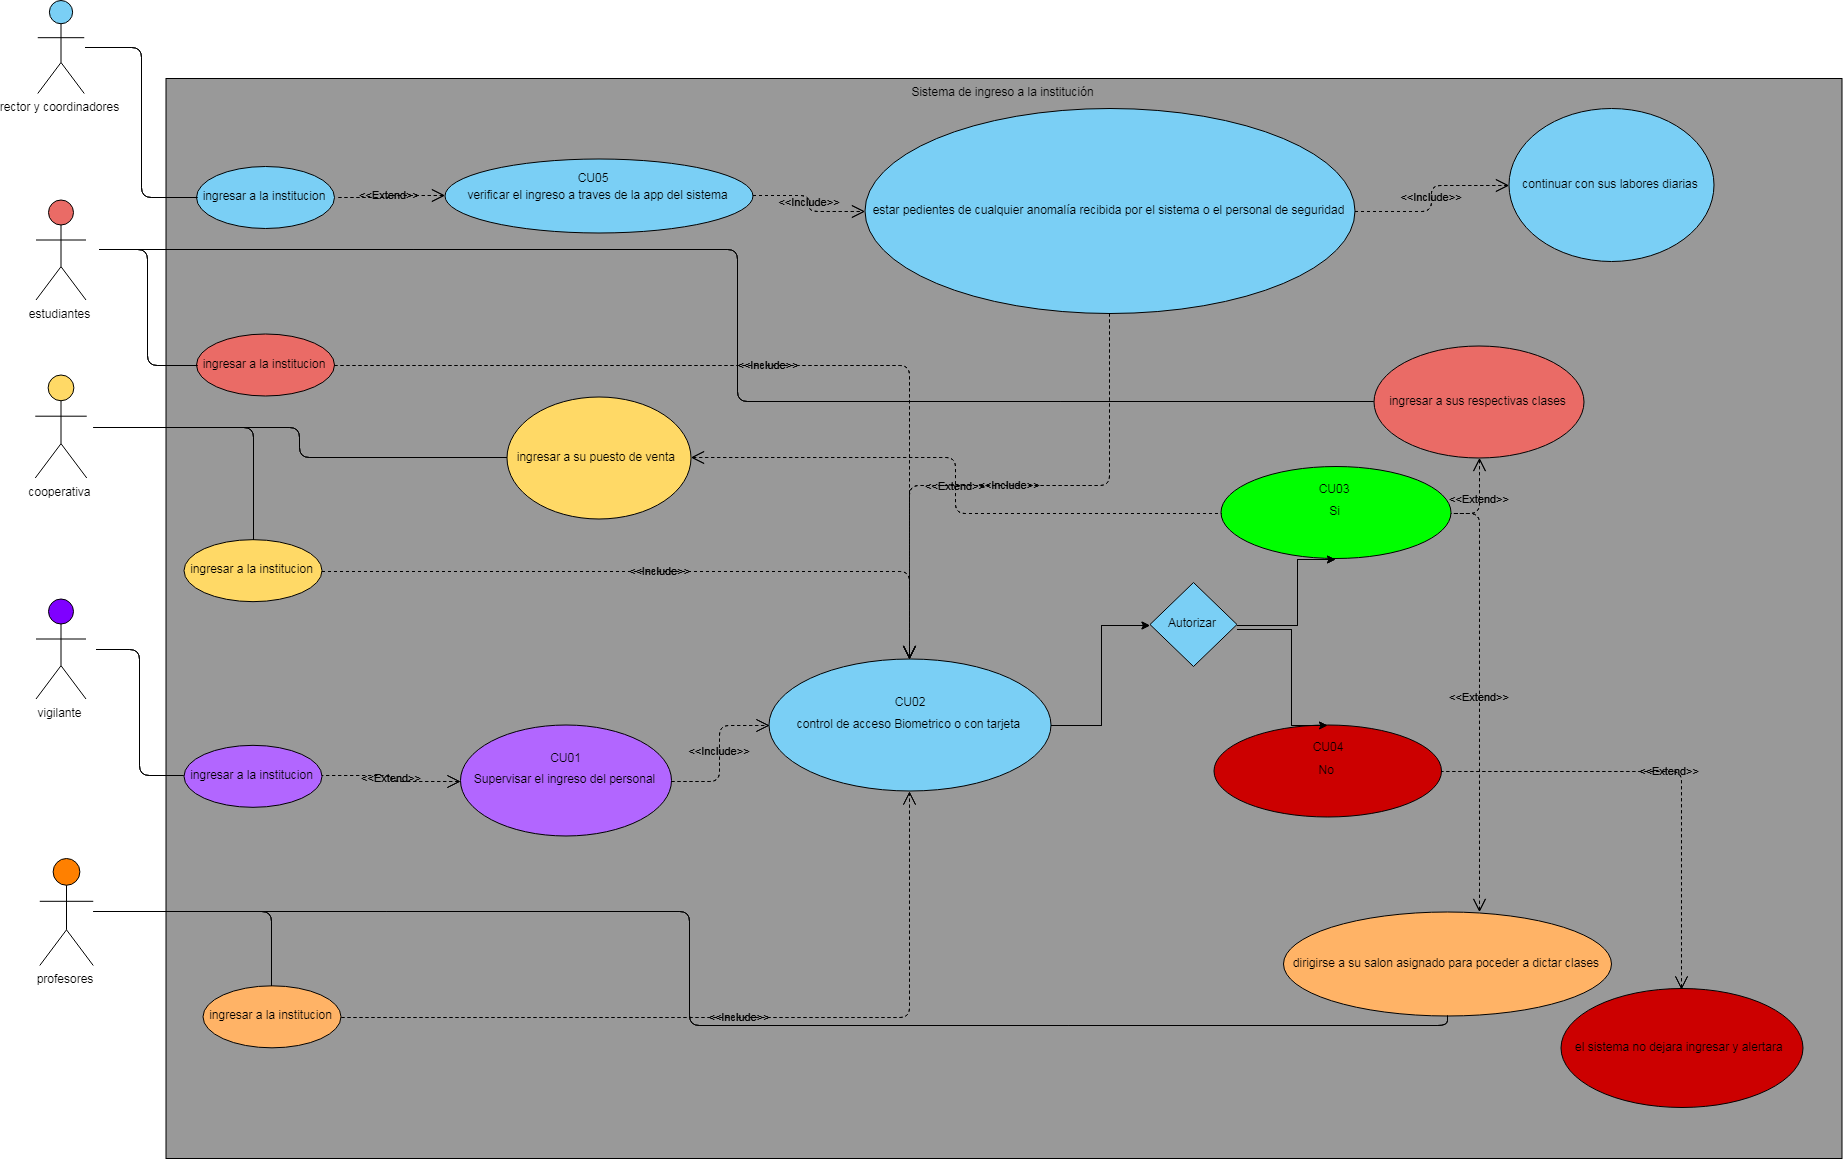 Sistema de ingreso a la institución
rector y coordinadores
ingresar a la institucion
<<Extend>>
CU05
verificar el ingreso a traves de la app del sistema
<<Include>>
estar pedientes de cualquier anomalía recibida por el sistema o el personal de seguridad
<<Include>>
continuar con sus labores diarias
estudiantes
ingresar a la institucion
<<Include>>
ingresar a sus respectivas clases
cooperativa
ingresar a su puesto de venta
<<Extend>>
<<Include>>
CU03
Si
<<Extend>>
ingresar a la institucion
<<Include>>
Autorizar
vigilante
<<Extend>>
CU02
control de acceso Biometrico o con tarjeta
ingresar a la institucion
<<Extend>>
CU01
Supervisar el ingreso del personal
<<Include>>
CU04
No
<<Extend>>
profesores
dirigirse a su salon asignado para poceder a dictar clases
ingresar a la institucion
<<Include>>
el sistema no dejara ingresar y alertara